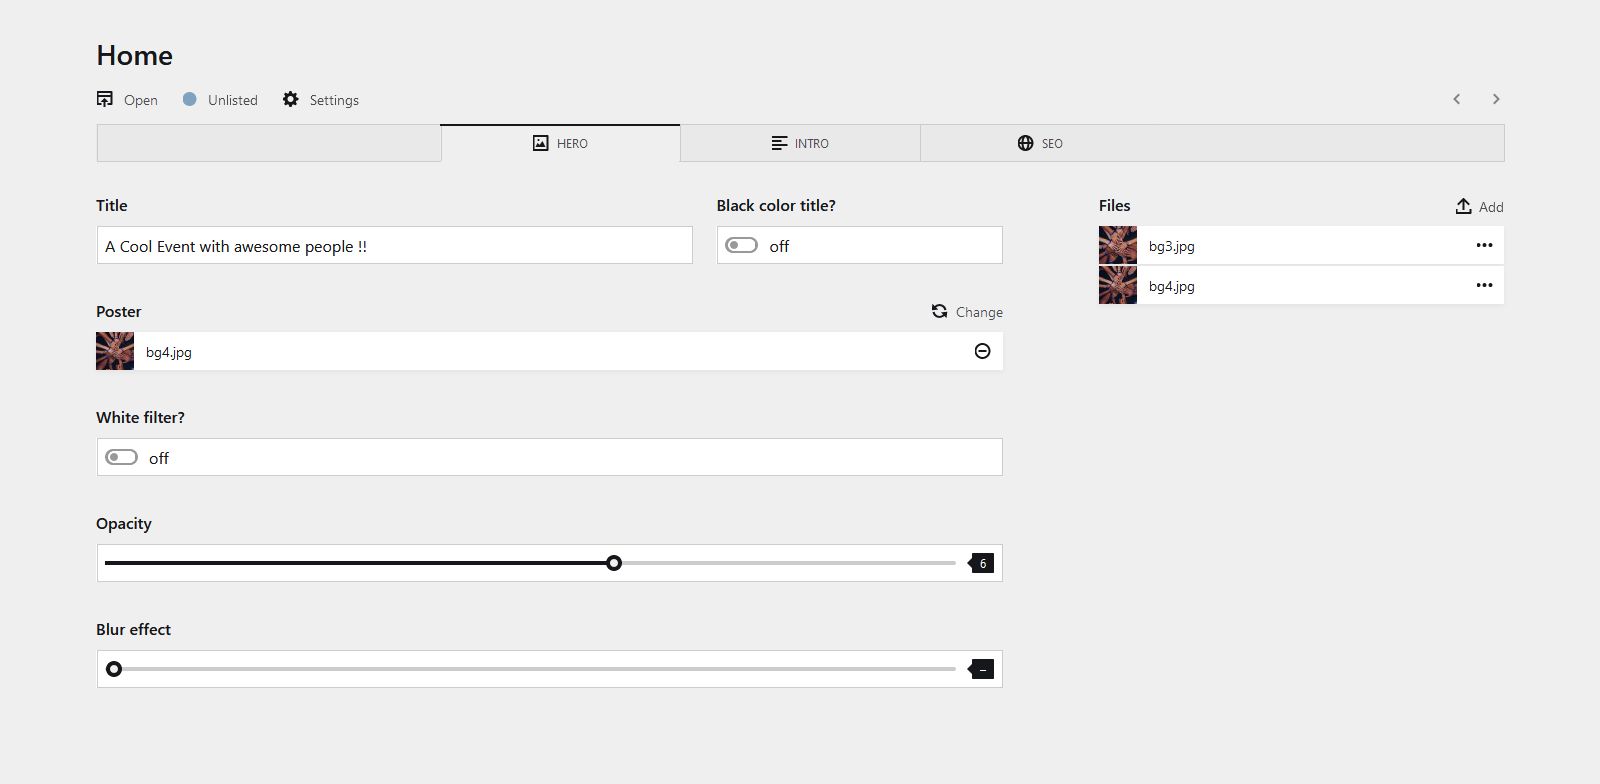 Home
Open Unlisted Settings
HERO INTRO SEO
Title
A Cool Event with awesome people !!
Black color title?
off
Poster
Change
bg4.jpg
White filter?
off
Opacity
6
Blur effect
–
Files
Add
bg3.jpg
bg4.jpg